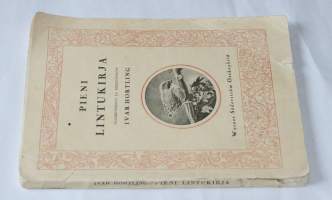 PIENI
LINTUKIRJA
IVAR HORTLING
Werner Söderström Osakeyhtiö
IVAR HORTLING PIENI LINTUKIRJA